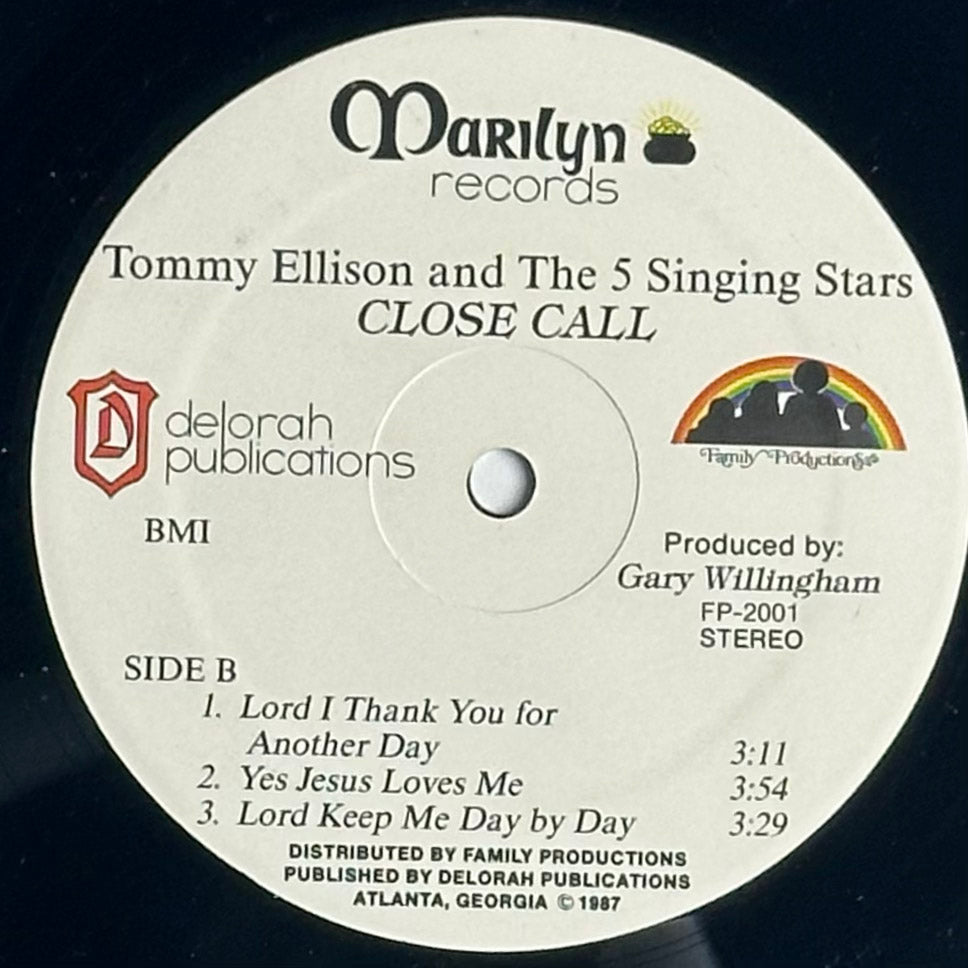 Marilyn
records
Tommy Ellison and The 5 Singing Stars
CLOSE CALL
D
delorah
publications
BMI
Family Productions
Produced by:
Gary Willingham
FP-2001
STEREO
SIDE B
1. Lord I Thank You for
Another Day 3:11
2. Yes Jesus Loves Me 3:54
3. Lord Keep Me Day by Day 3:29
DISTRIBUTED BY FAMILY PRODUCTIONS
PUBLISHED BY DELORAH PUBLICATIONS
ATLANTA, GEORGIA © 1987